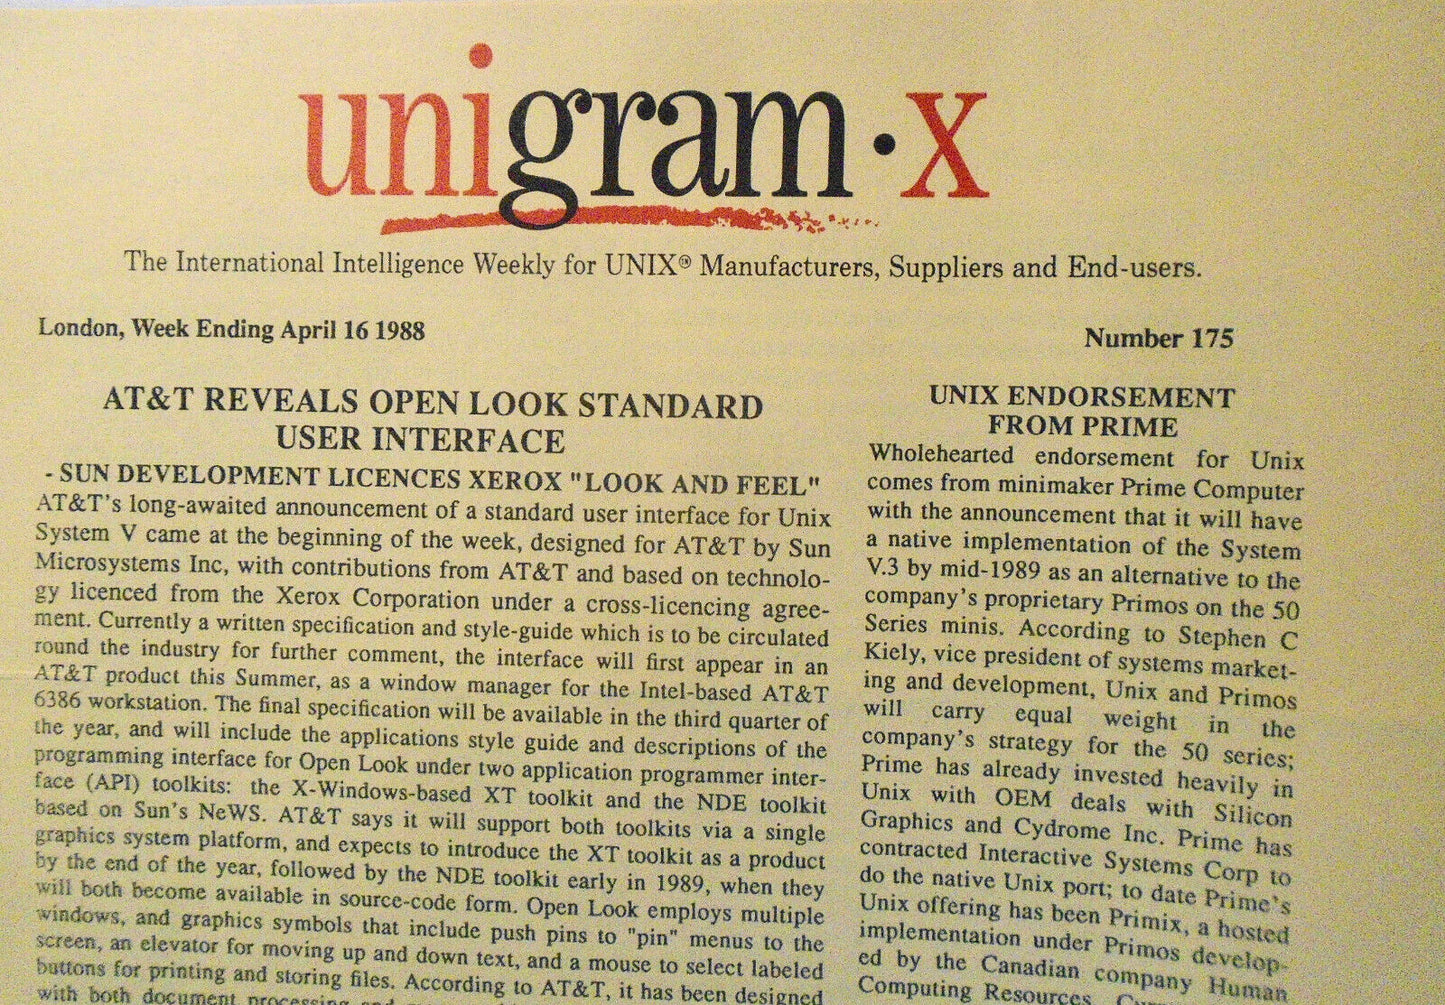 unigram·x
The International Intelligence Weekly for UNIX® Manufacturers, Suppliers and End-users.
London, Week Ending April 16 1988
Number 175
AT&T REVEALS OPEN LOOK STANDARD
USER INTERFACE
- SUN DEVELOPMENT LICENCES XEROX "LOOK AND FEEL"
AT&T's long-awaited announcement of a standard user interface for Unix
System V came at the beginning of the week, designed for AT&T by Sun
Microsystems Inc, with contributions from AT&T and based on technolo-
gy licenced from the Xerox Corporation under a cross-licencing agree-
ment. Currently a written specification and style-guide which is to be circulated
round the industry for further comment, the interface will first appear in an
AT&T product this Summer, as a window manager for the Intel-based AT&T
6386 workstation. The final specification will be available in the third quarter of
the year, and will include the applications style guide and descriptions of the
programming interface for Open Look under two application programmer inter-
face (API) toolkits: the X-Windows-based XT toolkit and the NDE toolkit
based on Sun's NeWS. AT&T says it will support both toolkits via a single
graphics system platform, and expects to introduce the XT toolkit as a product
by the end of the year, followed by the NDE toolkit early in 1989, when they
will both become available in source-code form. Open Look employs multiple
windows, and graphics symbols that include push pins to "pin" menus to the
screen, an elevator for moving up and down text, and a mouse to select labeled
buttons for printing and storing files. According to AT&T, it has been designed
with both document processing and
UNIX ENDORSEMENT
FROM PRIME
Wholehearted endorsement for Unix
comes from minimaker Prime Computer
with the announcement that it will have
a native implementation of the System
V.3 by mid-1989 as an alternative to the
company's proprietary Primos on the 50
Series minis. According to Stephen C
Kiely, vice president of systems market-
ing and development, Unix and Primos
will carry equal weight in the
company's strategy for the 50 series;
Prime has already invested heavily in
Unix with OEM deals with Silicon
Graphics and Cydrome Inc. Prime has
contracted Interactive Systems Corp to
do the native Unix port; to date Prime's
Unix offering has been Primix, a hosted
implementation under Primos develop-
ed by the Canadian company Human
Computing Resources.